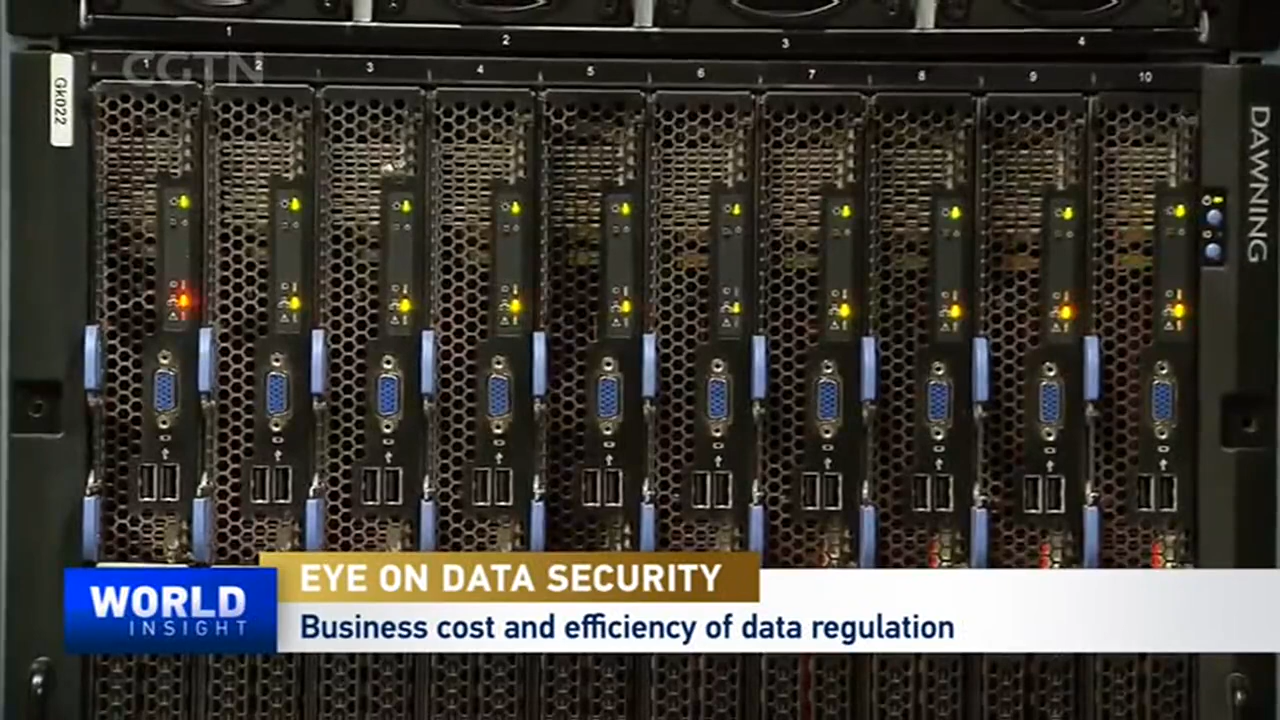 1 2 3 4
CGTN
1 2 3 4 5 6 7 8 9 10
Gk022
DAWNING
EYE ON DATA SECURITY
WORLD
INSIGHT
Business cost and efficiency of data regulation